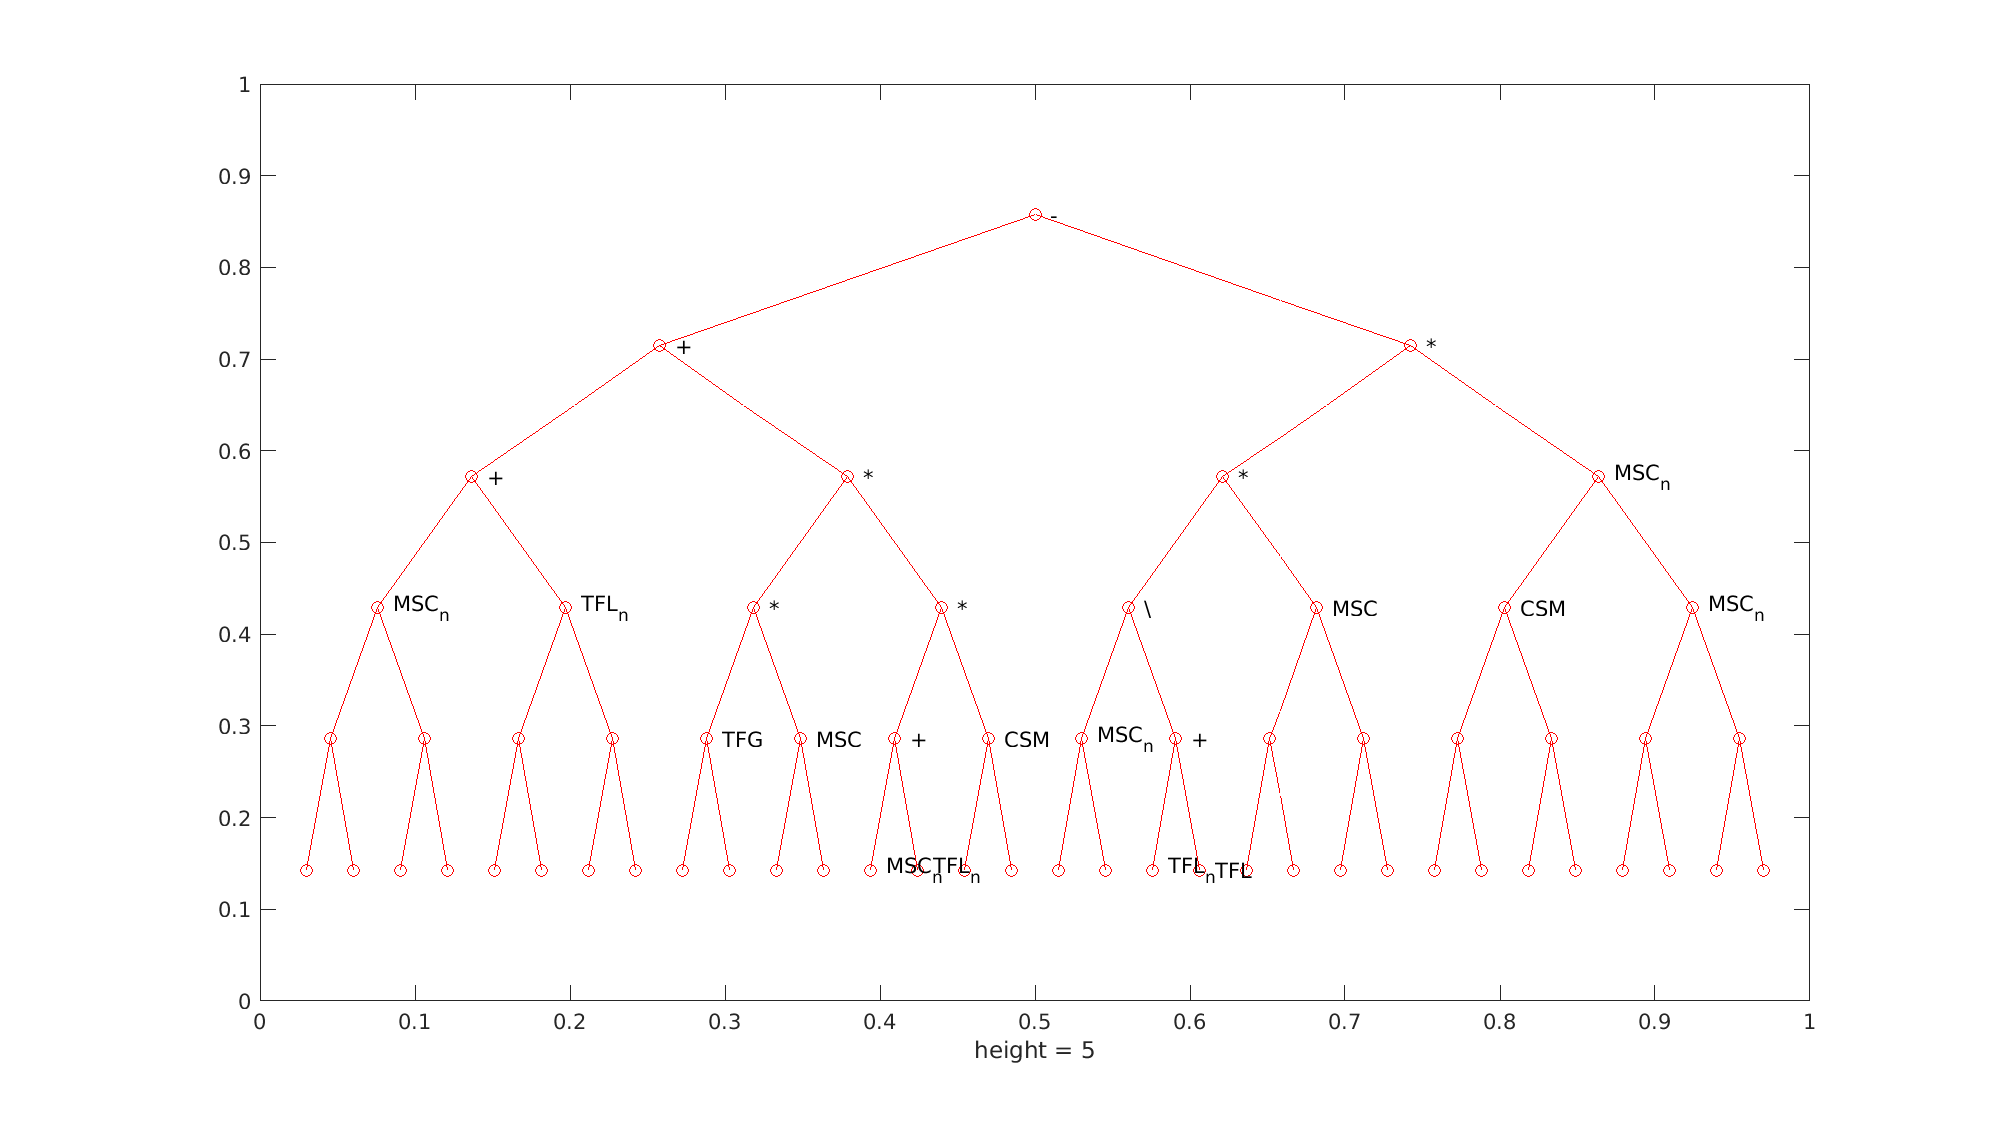 1
0.9
-
0.8
+ *
0.7
0.6
+ * * MSCn
0.5
MSCn TFLn * * \ MSC CSM MSCn
0.4
0.3
TFG MSC + CSM MSCn +
0.2
MSCn TFLn TFLn TFL
0.1
0
0 0.1 0.2 0.3 0.4 0.5 0.6 0.7 0.8 0.9 1
height = 5